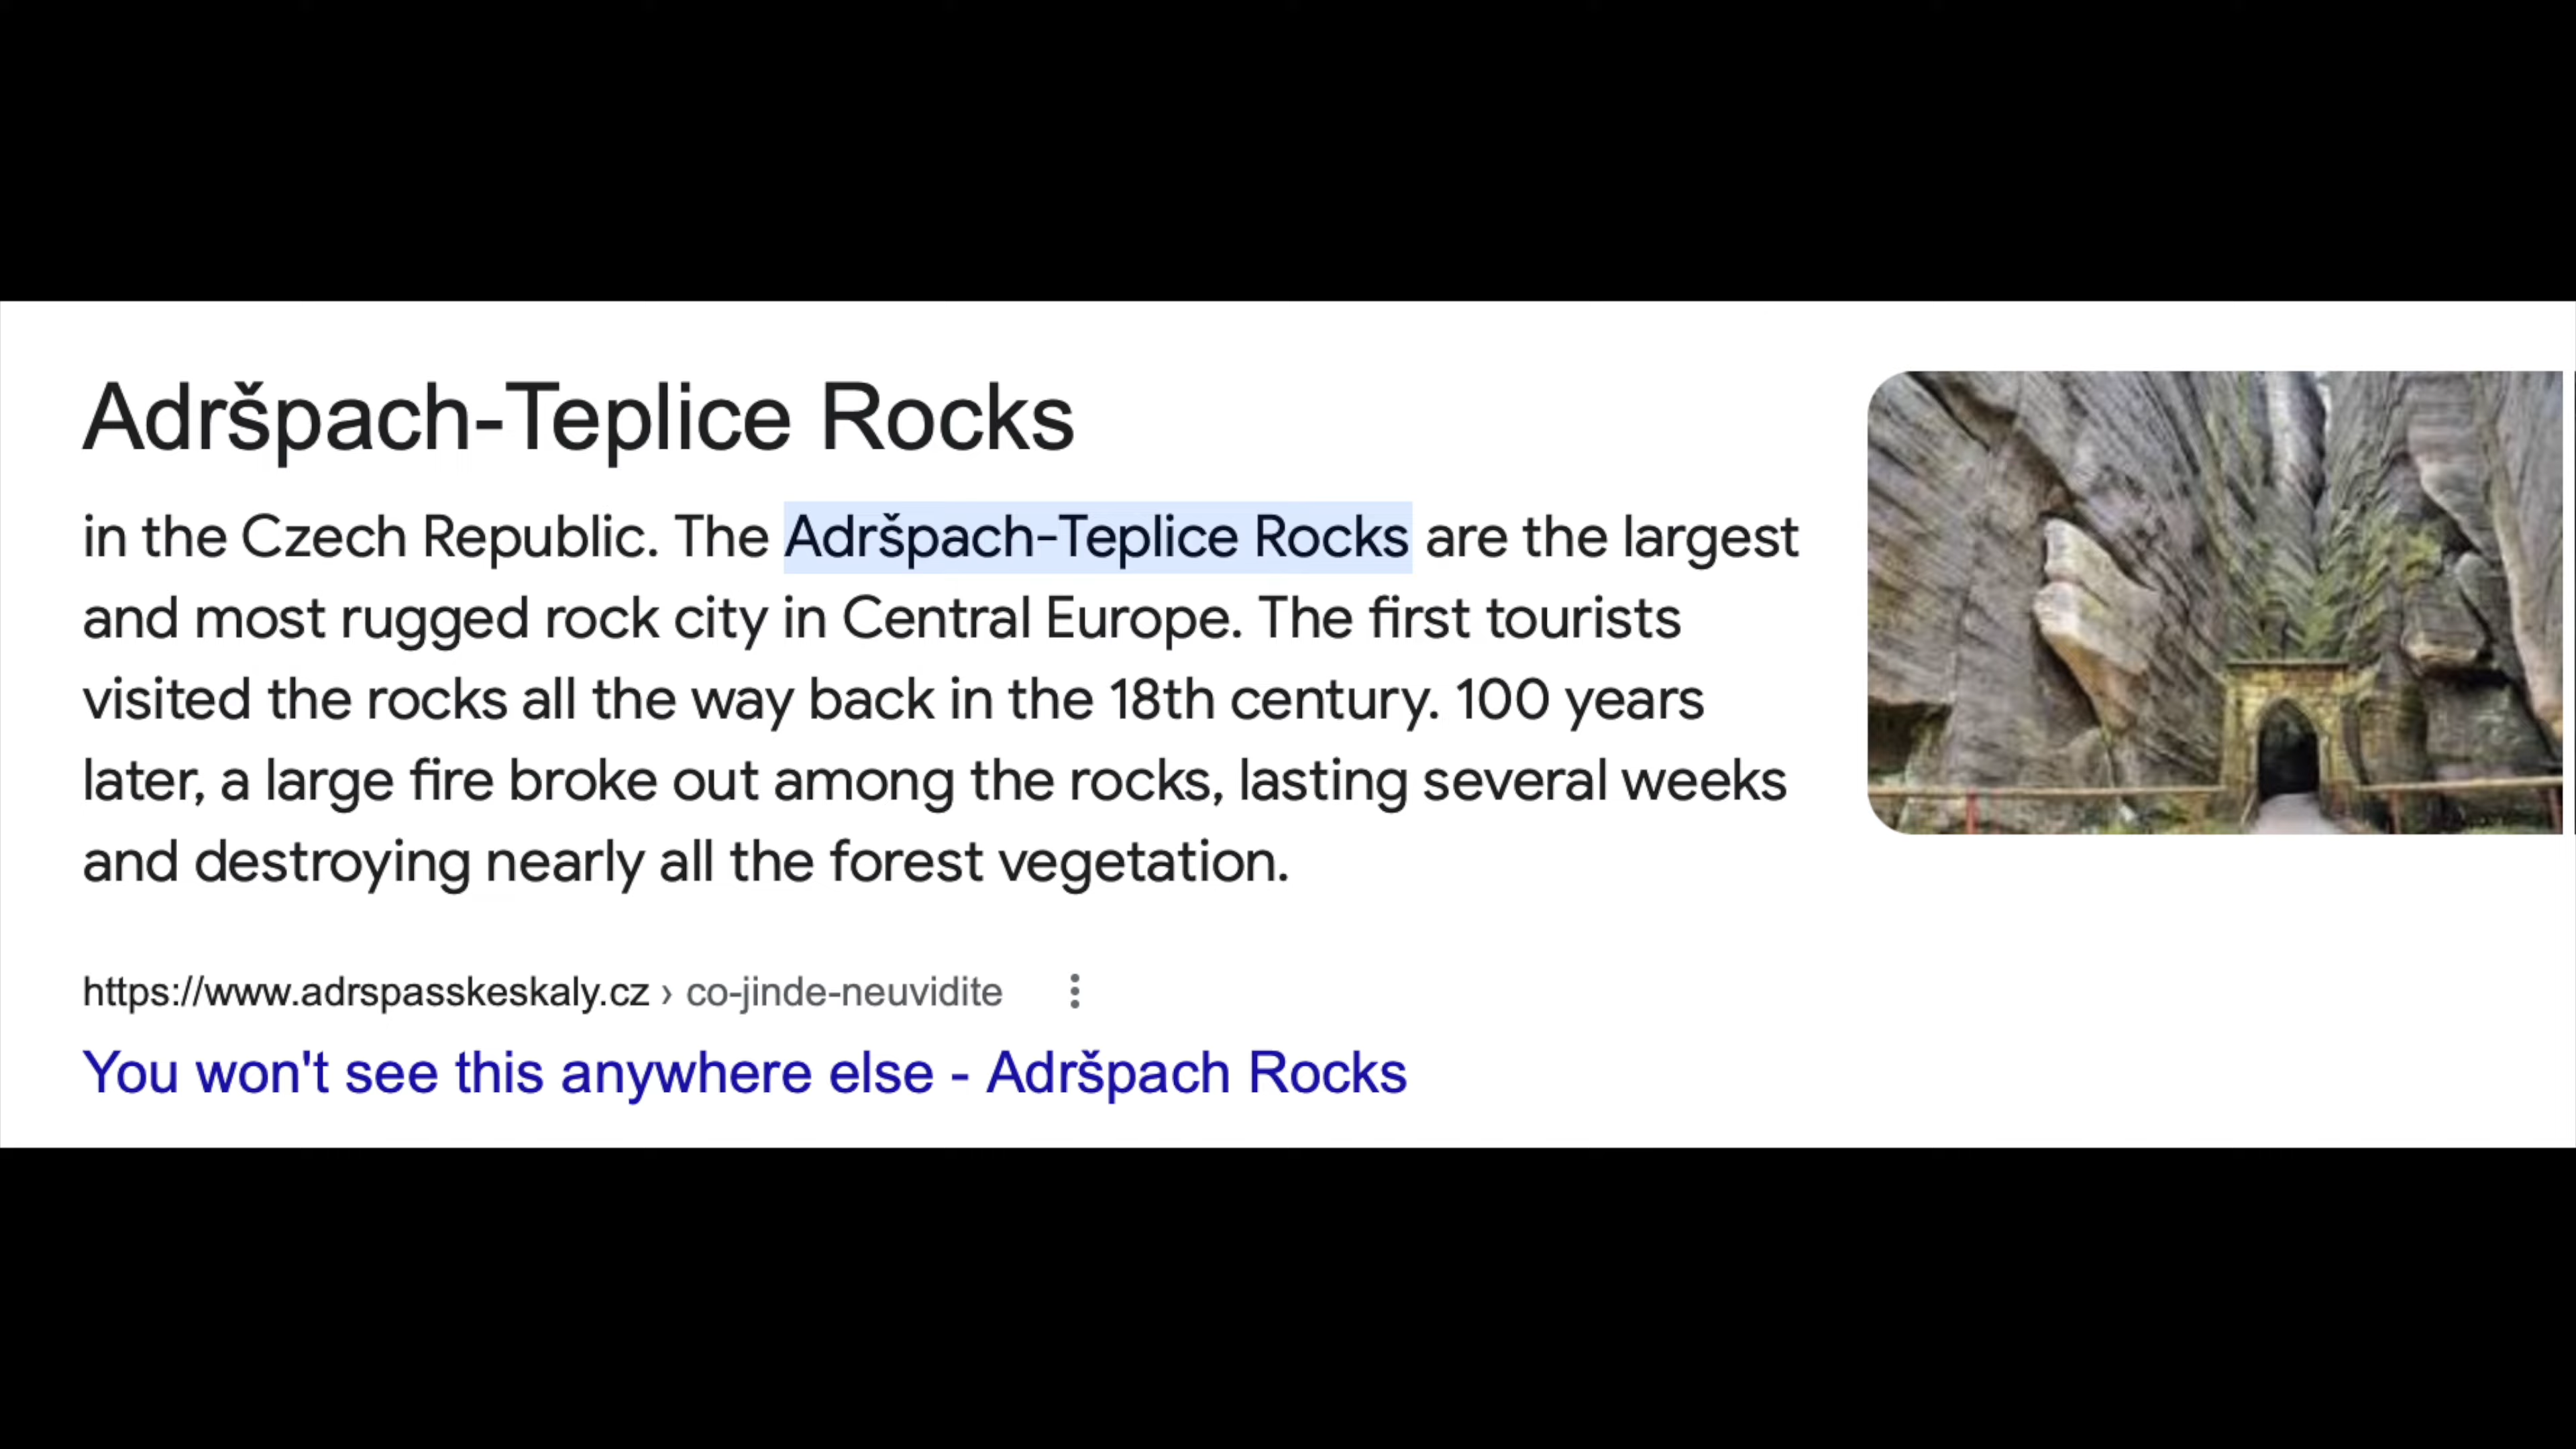 Adršpach-Teplice Rocks
in the Czech Republic. The Adršpach-Teplice Rocks are the largest
and most rugged rock city in Central Europe. The first tourists
visited the rocks all the way back in the 18th century. 100 years
later, a large fire broke out among the rocks, lasting several weeks
and destroying nearly all the forest vegetation.
https://www.adrspasskeskaly.cz › co-jinde-neuvidite
You won't see this anywhere else - Adršpach Rocks